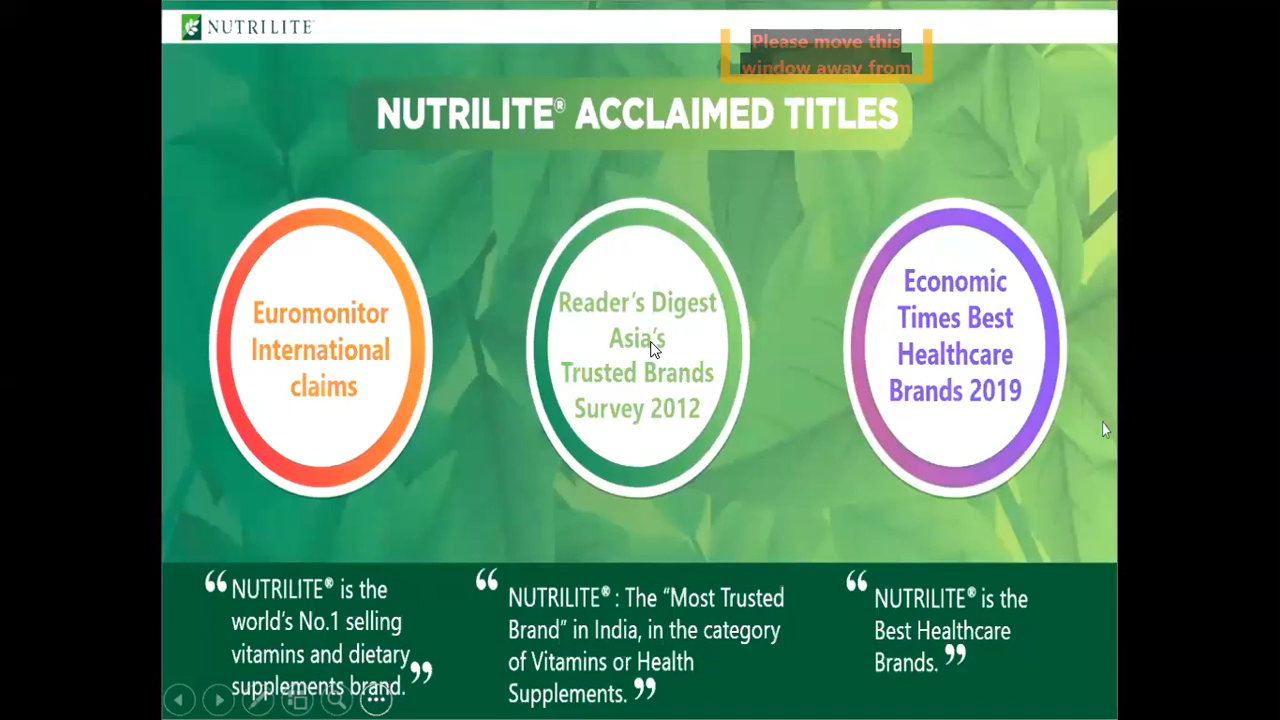 NUTRILITE
Please move this
window away from
NUTRILITE® ACCLAIMED TITLES
Euromonitor
International
claims
Reader's Digest
Asia's
Trusted Brands
Survey 2012
Economic
Times Best
Healthcare
Brands 2019
“ NUTRILITE® is the
world's No.1 selling
vitamins and dietary
supplements brand. ”
“ NUTRILITE® : The “Most Trusted
Brand” in India, in the category
of Vitamins or Health
Supplements. ”
“ NUTRILITE® is the
Best Healthcare
Brands. ”